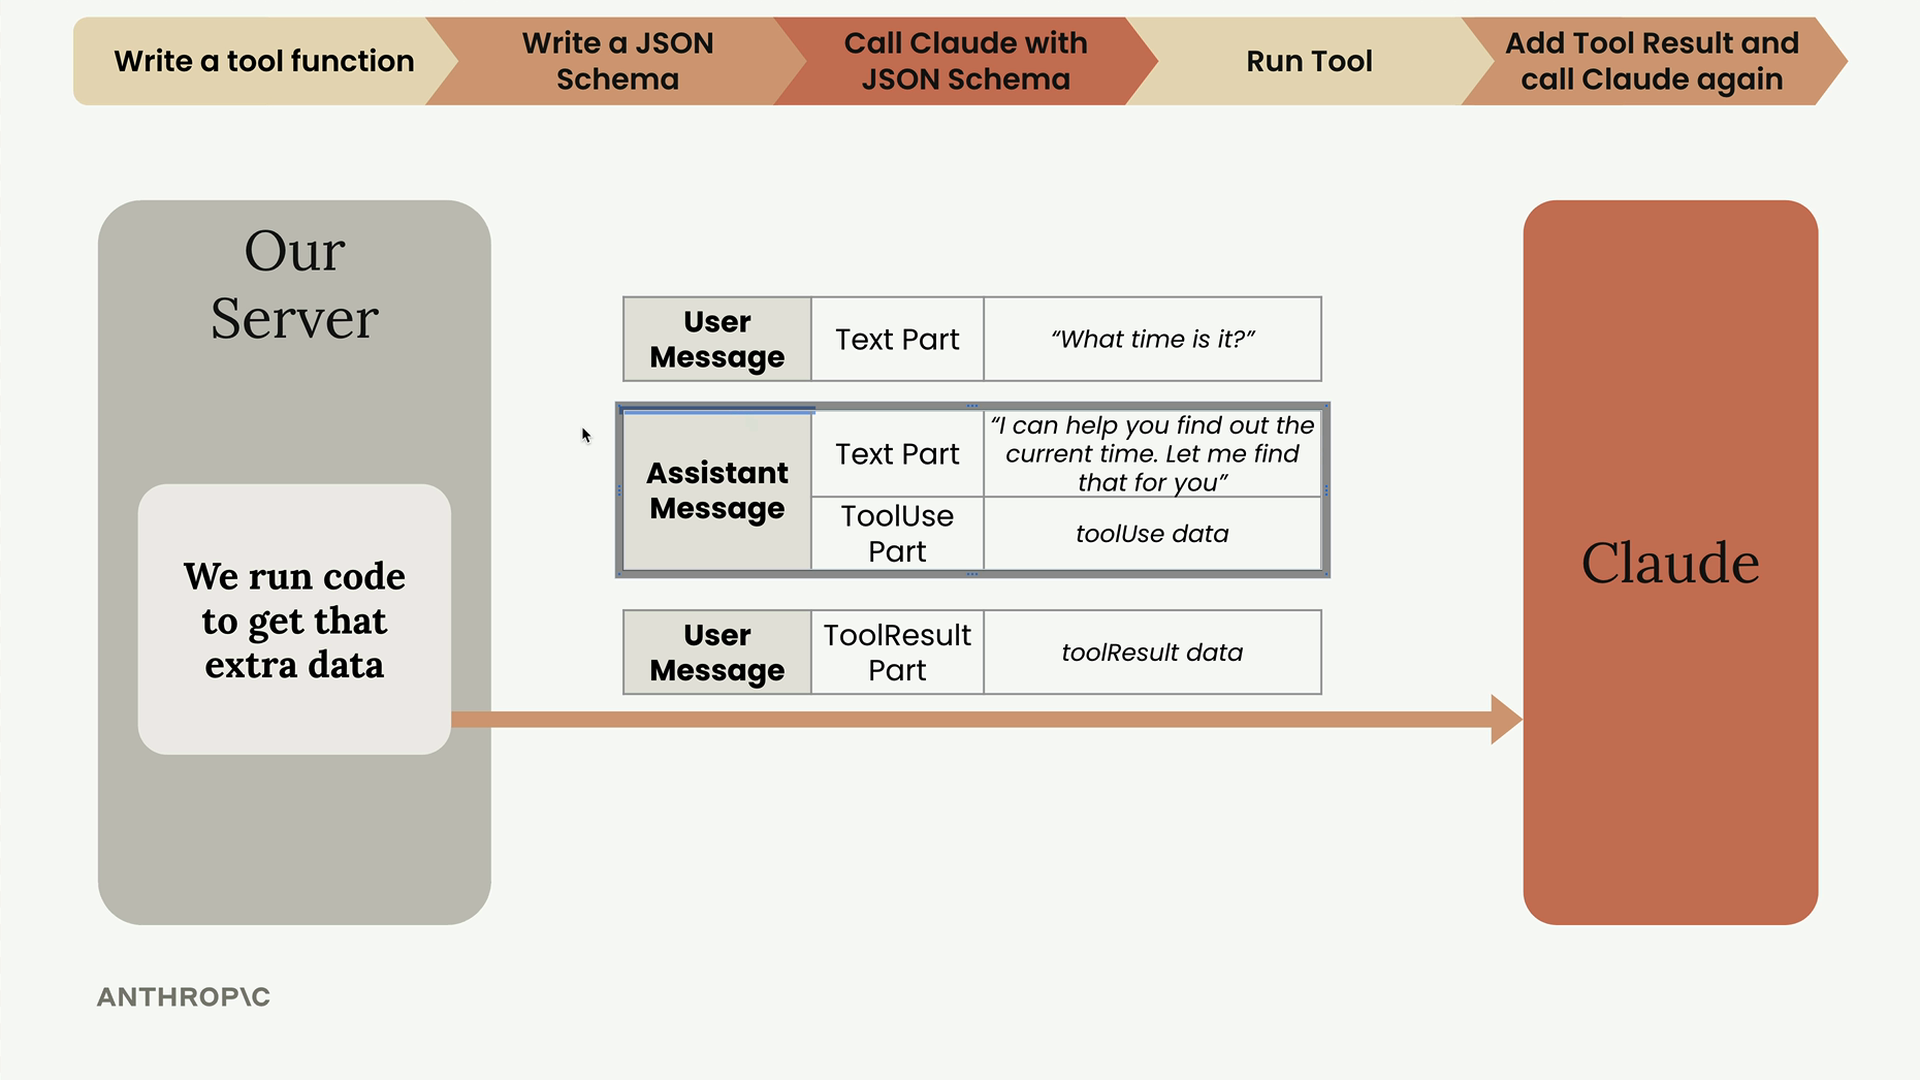 Write a tool function
Write a JSON
Schema
Call Claude with
JSON Schema
Run Tool
Add Tool Result and
call Claude again
Our
Server
We run code
to get that
extra data
User
Message
Text Part
“What time is it?”
Assistant
Message
Text Part
“I can help you find out the
current time. Let me find
that for you”
ToolUse
Part
toolUse data
User
Message
ToolResult
Part
toolResult data
Claude
ANTHROP\C